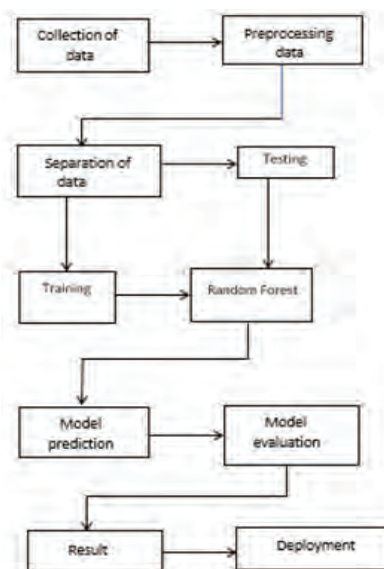 Collection of
data
Preprocessing
data
Separation of
data
Testing
Training
Random Forest
Model
prediction
Model
evaluation
Result
Deployment